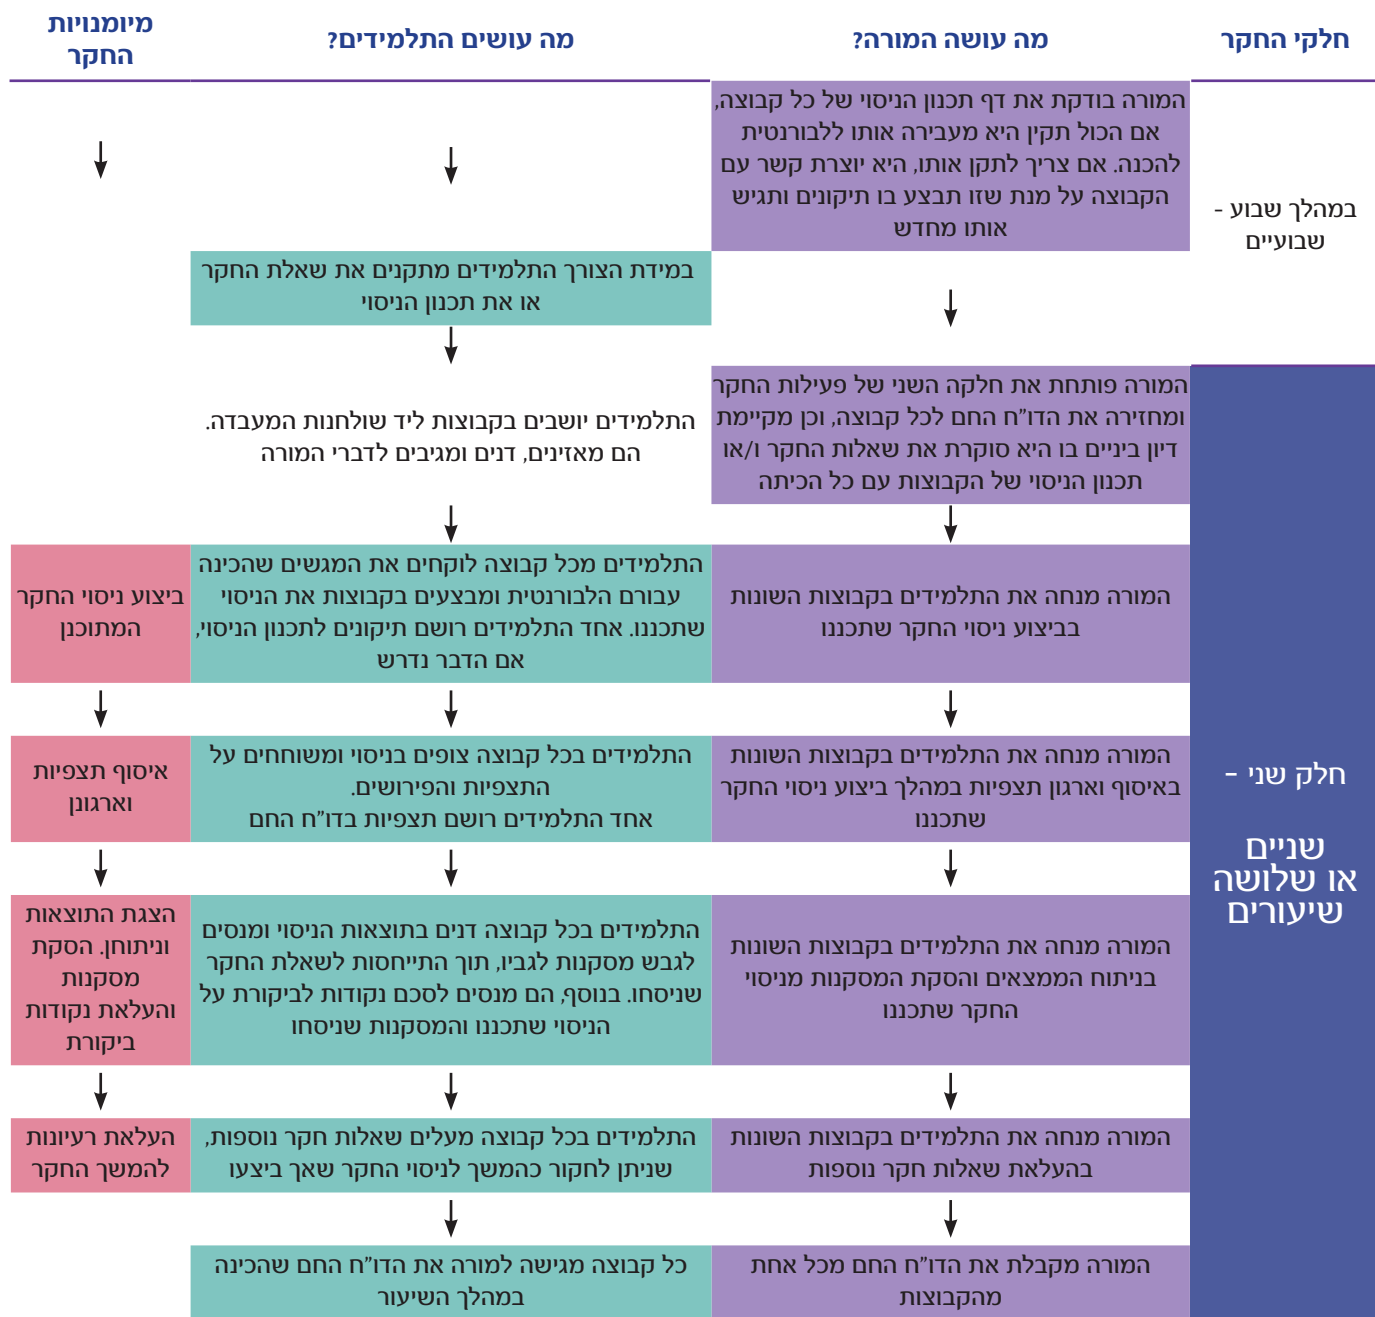 חלקי החקר
מה עושה המורה?
מה עושים התלמידים?
מיומנויות
החקר
במהלך שבוע -
שבועיים
המורה בודקת את דף תכנון הניסוי של כל קבוצה,
אם הכול תקין היא מעבירה אותו ללבורנטית
להכנה. אם צריך לתקן אותו, היא יוצרת קשר עם
הקבוצה על מנת שזו תבצע בו תיקונים ותגיש
אותו מחדש
במידת הצורך התלמידים מתקנים את שאלת החקר
או את תכנון הניסוי
חלק שני -
שניים
או שלושה
שיעורים
המורה פותחת את חלקה השני של פעילות החקר
ומחזירה את הדו"ח החם לכל קבוצה, וכן מקיימת
דיון ביניים בו היא סוקרת את שאלות החקר ו/או
תכנון הניסוי של הקבוצות עם כל הכיתה
התלמידים יושבים בקבוצות ליד שולחנות המעבדה.
הם מאזינים, דנים ומגיבים לדברי המורה
המורה מנחה את התלמידים בקבוצות השונות
בביצוע ניסוי החקר שתכננו
התלמידים מכל קבוצה לוקחים את המגשים שהכינה
עבורם הלבורנטית ומבצעים בקבוצות את הניסוי
שתכננו. אחד התלמידים רושם תיקונים לתכנון הניסוי,
אם הדבר נדרש
ביצוע ניסוי החקר
המתוכנן
המורה מנחה את התלמידים בקבוצות השונות
באיסוף וארגון תצפיות במהלך ביצוע ניסוי החקר
שתכננו
התלמידים בכל קבוצה צופים בניסוי ומשוחחים על
התצפיות והפירושים.
אחד התלמידים רושם תצפיות בדו"ח החם
איסוף תצפיות
וארגונן
המורה מנחה את התלמידים בקבוצות השונות
בניתוח הממצאים והסקת המסקנות מניסוי
החקר שתכננו
התלמידים בכל קבוצה דנים בתוצאות הניסוי ומנסים
לגבש מסקנות לגביו, תוך התייחסות לשאלת החקר
שניסחו. בנוסף, הם מנסים לסכם נקודות לביקורת על
הניסוי שתכננו והמסקנות שניסחו
הצגת התוצאות
וניתוחן. הסקת
מסקנות
והעלאת נקודות
ביקורת
המורה מנחה את התלמידים בקבוצות השונות
בהעלאת שאלות חקר נוספות
התלמידים בכל קבוצה מעלים שאלות חקר נוספות,
שניתן לחקור כהמשך לניסוי החקר שאך ביצעו
העלאת רעיונות
להמשך החקר
המורה מקבלת את הדו"ח החם מכל אחת
מהקבוצות
כל קבוצה מגישה למורה את הדו"ח החם שהכינה
במהלך השיעור